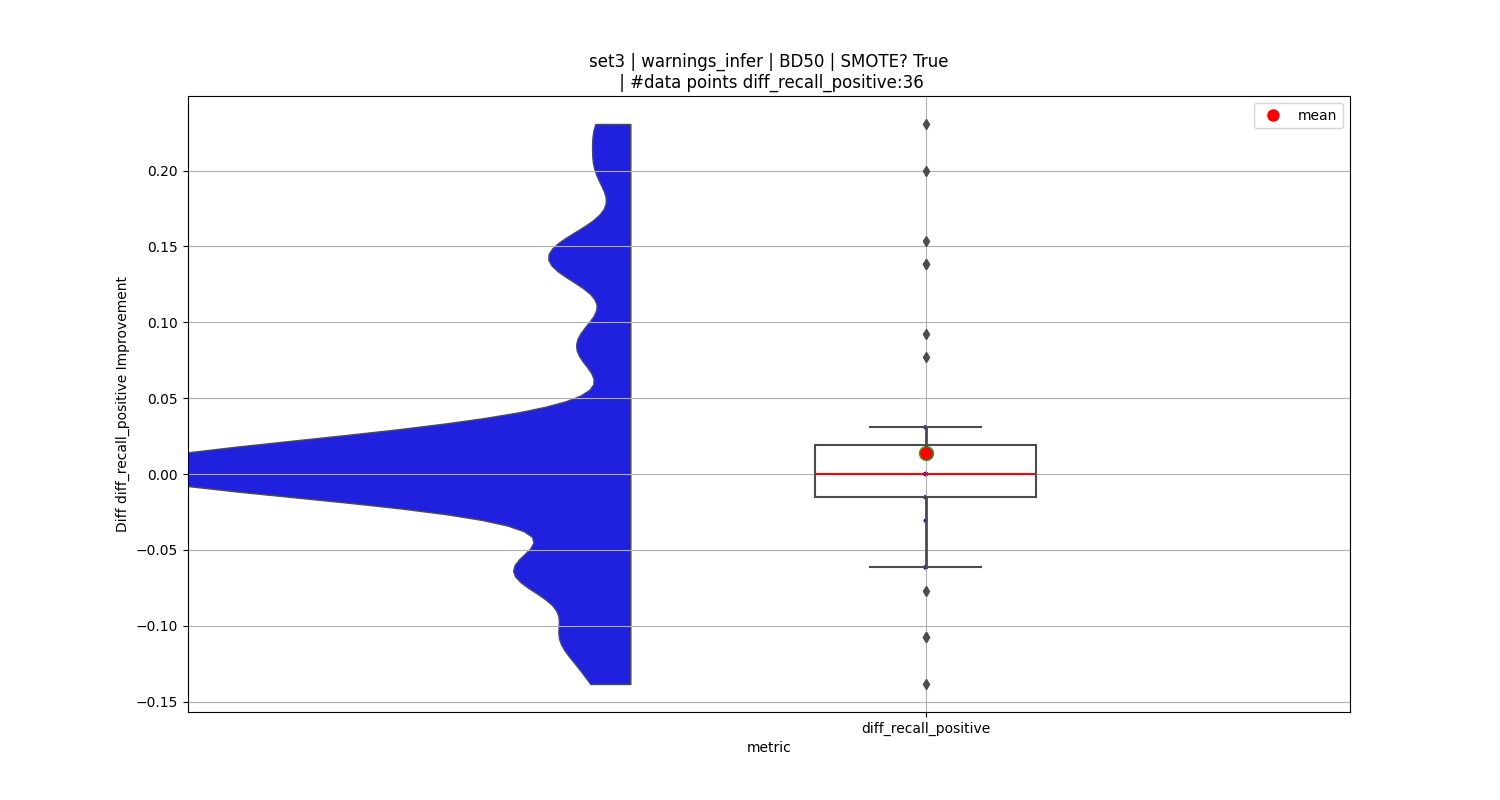 set3 | warnings_infer | BD50 | SMOTE? True
| #data points diff_recall_positive:36
mean
0.20
0.15
0.10
0.05
0.00
−0.05
−0.10
−0.15
Diff diff_recall_positive Improvement
diff_recall_positive
metric